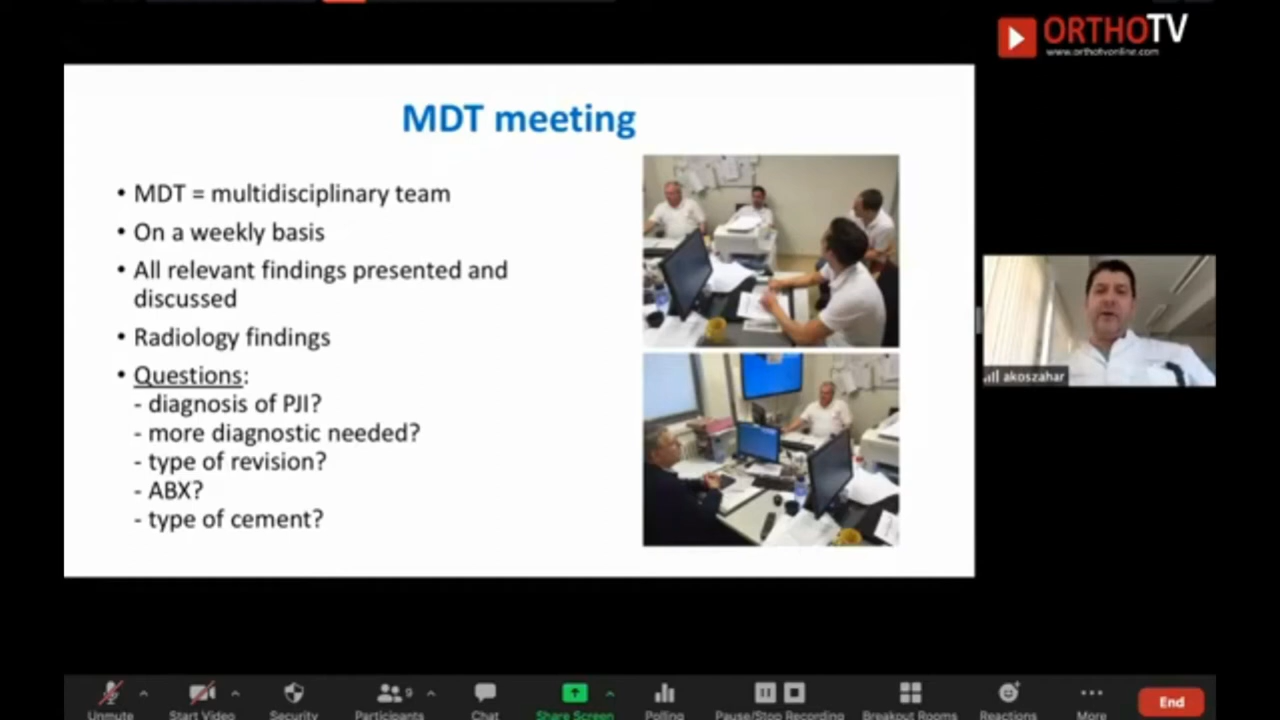 ORTHOTV
www.orthotvonline.com
MDT meeting
• MDT = multidisciplinary team
• On a weekly basis
• All relevant findings presented and
discussed
• Radiology findings
• Questions:
- diagnosis of PJI?
- more diagnostic needed?
- type of revision?
- ABX?
- type of cement?
akoszahar
9
Unmute
Start Video
Security
Participants
Chat
Share Screen
Polling
Pause/Stop Recording
Breakout Rooms
Reactions
More
End